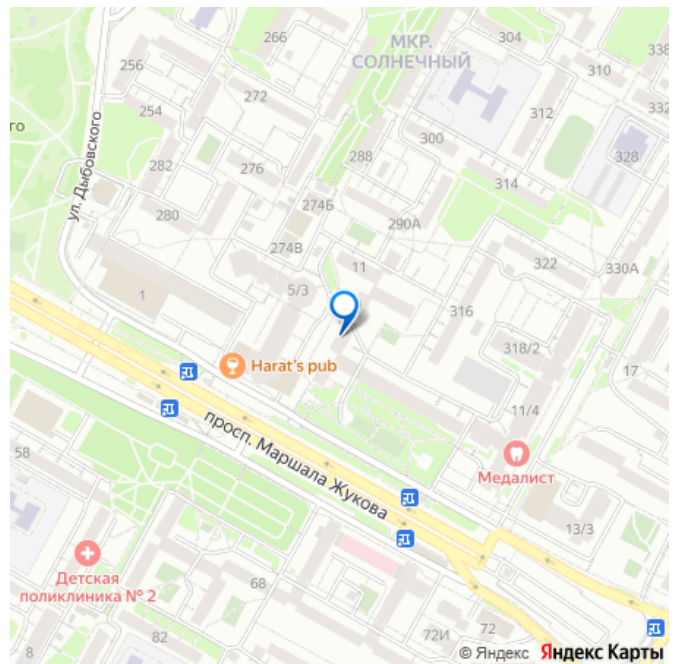 266
МКР.
СОЛНЕЧНЫЙ
304
338
310
256
272
332
254
312
го
ул. Дыбовского
300
328
282
276
288
314
274Б
280
290А
274В
11
322
330А
1
5/3
316
318/2
17
Harat's pub
11/4
просп. Маршала Жукова
58
Медалист
13/3
Детская
поликлиника № 2
68
72
72И
82
8
© Яндекс Яндекс Карты